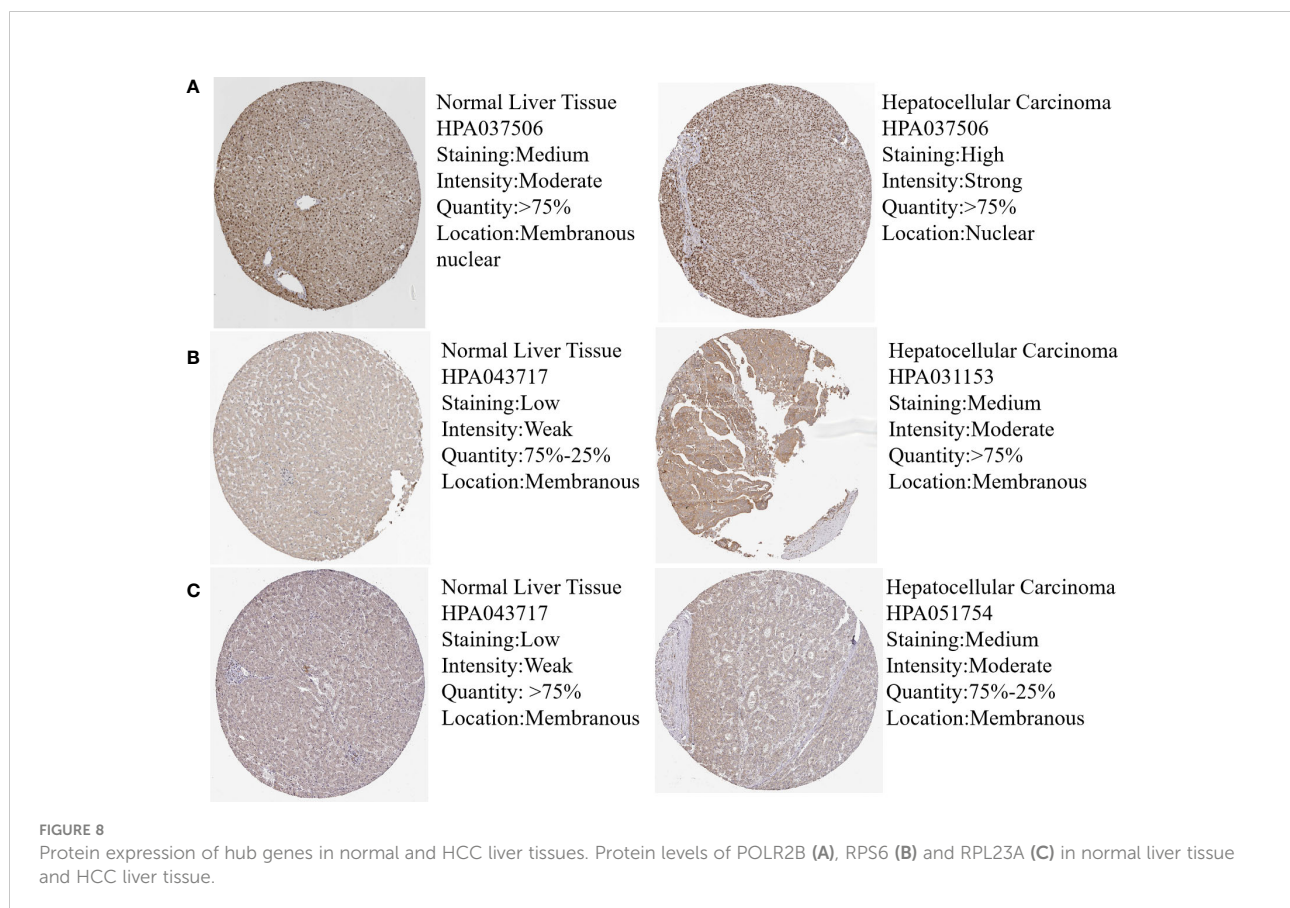 A
Normal Liver Tissue
HPA037506
Staining:Medium
Intensity:Moderate
Quantity:>75%
Location:Membranous
nuclear
Hepatocellular Carcinoma
HPA037506
Staining:High
Intensity:Strong
Quantity:>75%
Location:Nuclear
B
Normal Liver Tissue
HPA043717
Staining:Low
Intensity:Weak
Quantity:75%-25%
Location:Membranous
Hepatocellular Carcinoma
HPA031153
Staining:Medium
Intensity:Moderate
Quantity:>75%
Location:Membranous
C
Normal Liver Tissue
HPA043717
Staining:Low
Intensity:Weak
Quantity: >75%
Location:Membranous
Hepatocellular Carcinoma
HPA051754
Staining:Medium
Intensity:Moderate
Quantity:75%-25%
Location:Membranous
FIGURE 8
Protein expression of hub genes in normal and HCC liver tissues. Protein levels of POLR2B (A), RPS6 (B) and RPL23A (C) in normal liver tissue
and HCC liver tissue.